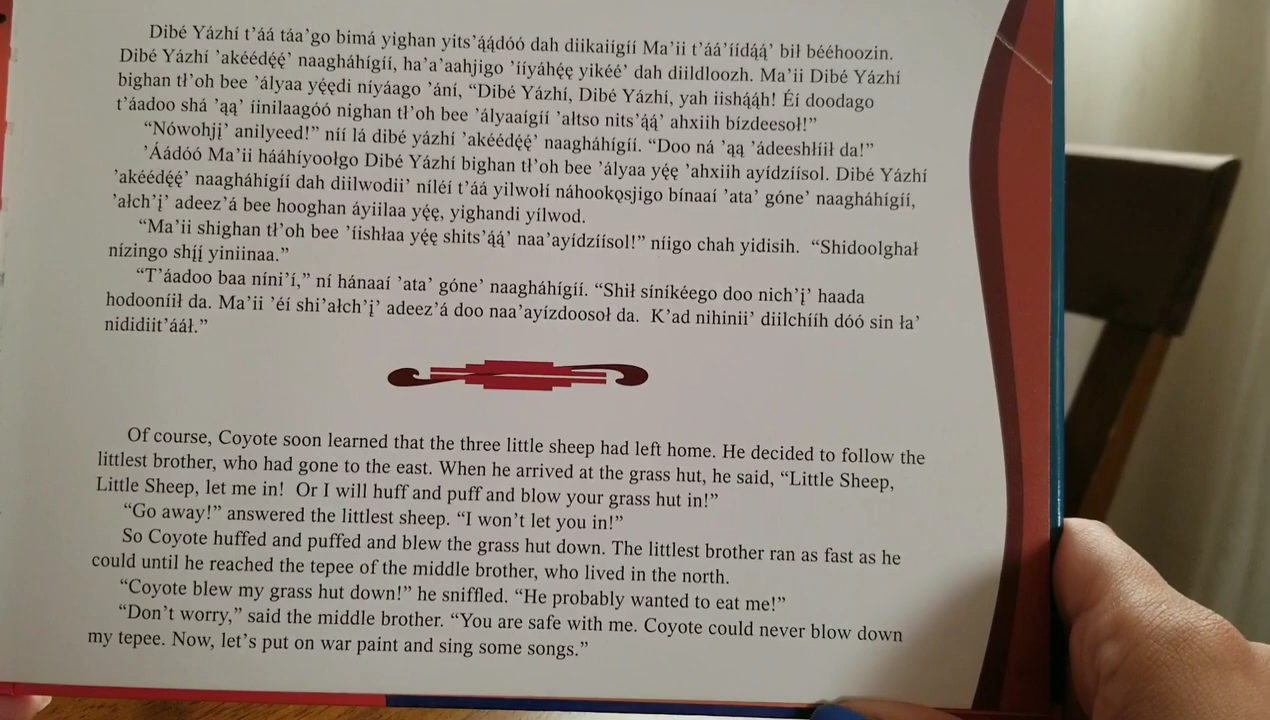 Dibé Yázhí t’áá táa’go bimá yighan yits’ą́ą́dóó dah diikaiígíí Ma’ii t’áá’íídą́ą́’ bił bééhoozin.
Dibé Yázhí ’akéédę́ę́’ naagháhígíí, ha’a’aahjigo ’ííyáhę́ę yikéé’ dah diildloozh. Ma’ii Dibé Yázhí
bighan tł’oh bee ’ályaa yę́ędi níyáago ’ání, “Dibé Yázhí, Dibé Yázhí, yah iishą́ą́h! Éí doodago
t’áadoo shá ’ąą’ íinilaagóó nighan tł’oh bee ’ályaaígíí ’ałtso nits’ą́ą́’ ahxiih bízdeesoł!”
“Nówohjį’ anilyeed!” níí lá dibé yázhí ’akéédę́ę́’ naagháhígíí. “Doo ná ’ąą ’ádeeshłííł da!”
’Áádóó Ma’ii hááhíyoołgo Dibé Yázhí bighan tł’oh bee ’ályaa yę́ę ’ahxiih ayídzíisol. Dibé Yázhí
’akéédę́ę́’ naagháhígíí dah diilwodii’ níléí t’áá yilwołí náhookǫsjigo bínaaí ’ata’ góne’ naagháhígíí,
’ałch’į’ adeez’á bee hooghan áyiilaa yę́ę, yighandi yílwod.
“Ma’ii shighan tł’oh bee ’íishłaa yę́ę shits’ą́ą́’ naa’ayídzíisol!” níigo chah yidisih. “Shidoolghał
nízingo shį́į́ yiniinaa.”
“T’áadoo baa níni’í,” ní hánaaí ’ata’ góne’ naagháhígíí. “Shił síníkéego doo nich’į’ haada
hodooníił da. Ma’ii ’éí shi’ałch’į’ adeez’á doo naa’ayízdoosoł da. K’ad nihinii’ diilchííh dóó sin ła’
nididiit’ááł.”
Of course, Coyote soon learned that the three little sheep had left home. He decided to follow the
littlest brother, who had gone to the east. When he arrived at the grass hut, he said, “Little Sheep,
Little Sheep, let me in! Or I will huff and puff and blow your grass hut in!”
“Go away!” answered the littlest sheep. “I won’t let you in!”
So Coyote huffed and puffed and blew the grass hut down. The littlest brother ran as fast as he
could until he reached the tepee of the middle brother, who lived in the north.
“Coyote blew my grass hut down!” he sniffled. “He probably wanted to eat me!”
“Don’t worry,” said the middle brother. “You are safe with me. Coyote could never blow down
my tepee. Now, let’s put on war paint and sing some songs.”